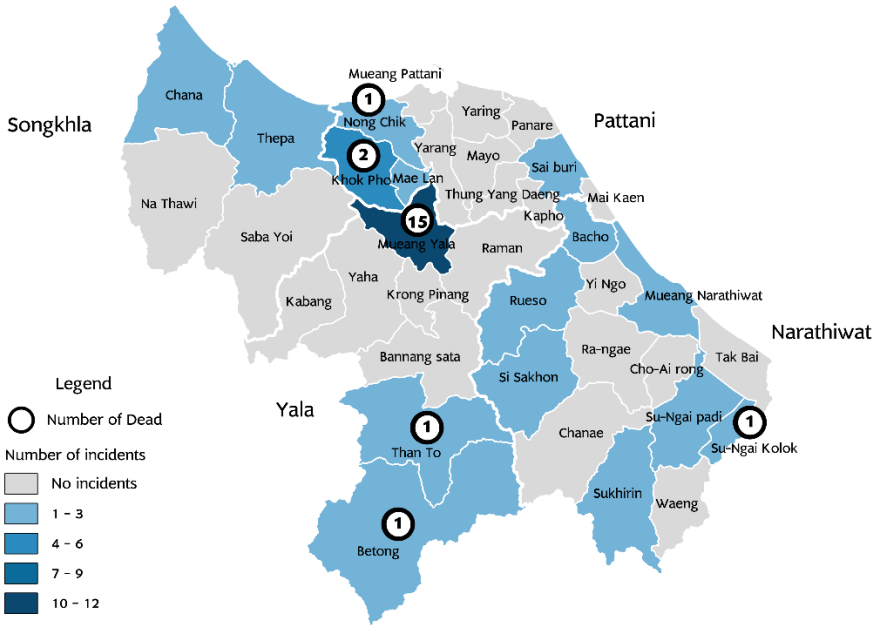 Mueang Pattani
Chana
1
Nong Chik
Yaring
Panare
Songkhla
Pattani
Thepa
Yarang
2
Mayo
Sai buri
Khok Pho
Mae Lan
Na Thawi
Thung Yang Daeng
Mai Kaen
Kapho
15
Mueang Yala
Saba Yoi
Bacho
Raman
Yaha
Krong Pinang
Kabang
Rueso
Yi Ngo
Mueang Narathiwat
Narathiwat
Bannang sata
Ra-ngae
Cho-Ai rong
Tak Bai
Si Sakhon
Legend
Number of Dead
Yala
1
Than To
Su-Ngai padi
1
Su-Ngai Kolok
Chanae
Number of incidents
No incidents
1 - 3
4 - 6
7 - 9
10 - 12
Sukhirin
Waeng
1
Betong